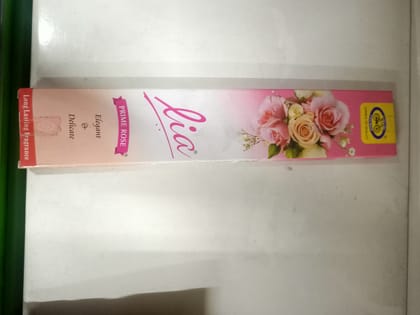 lia
PRIME ROSE
Elegant
&
Delicate
Long Lasting Fragrance